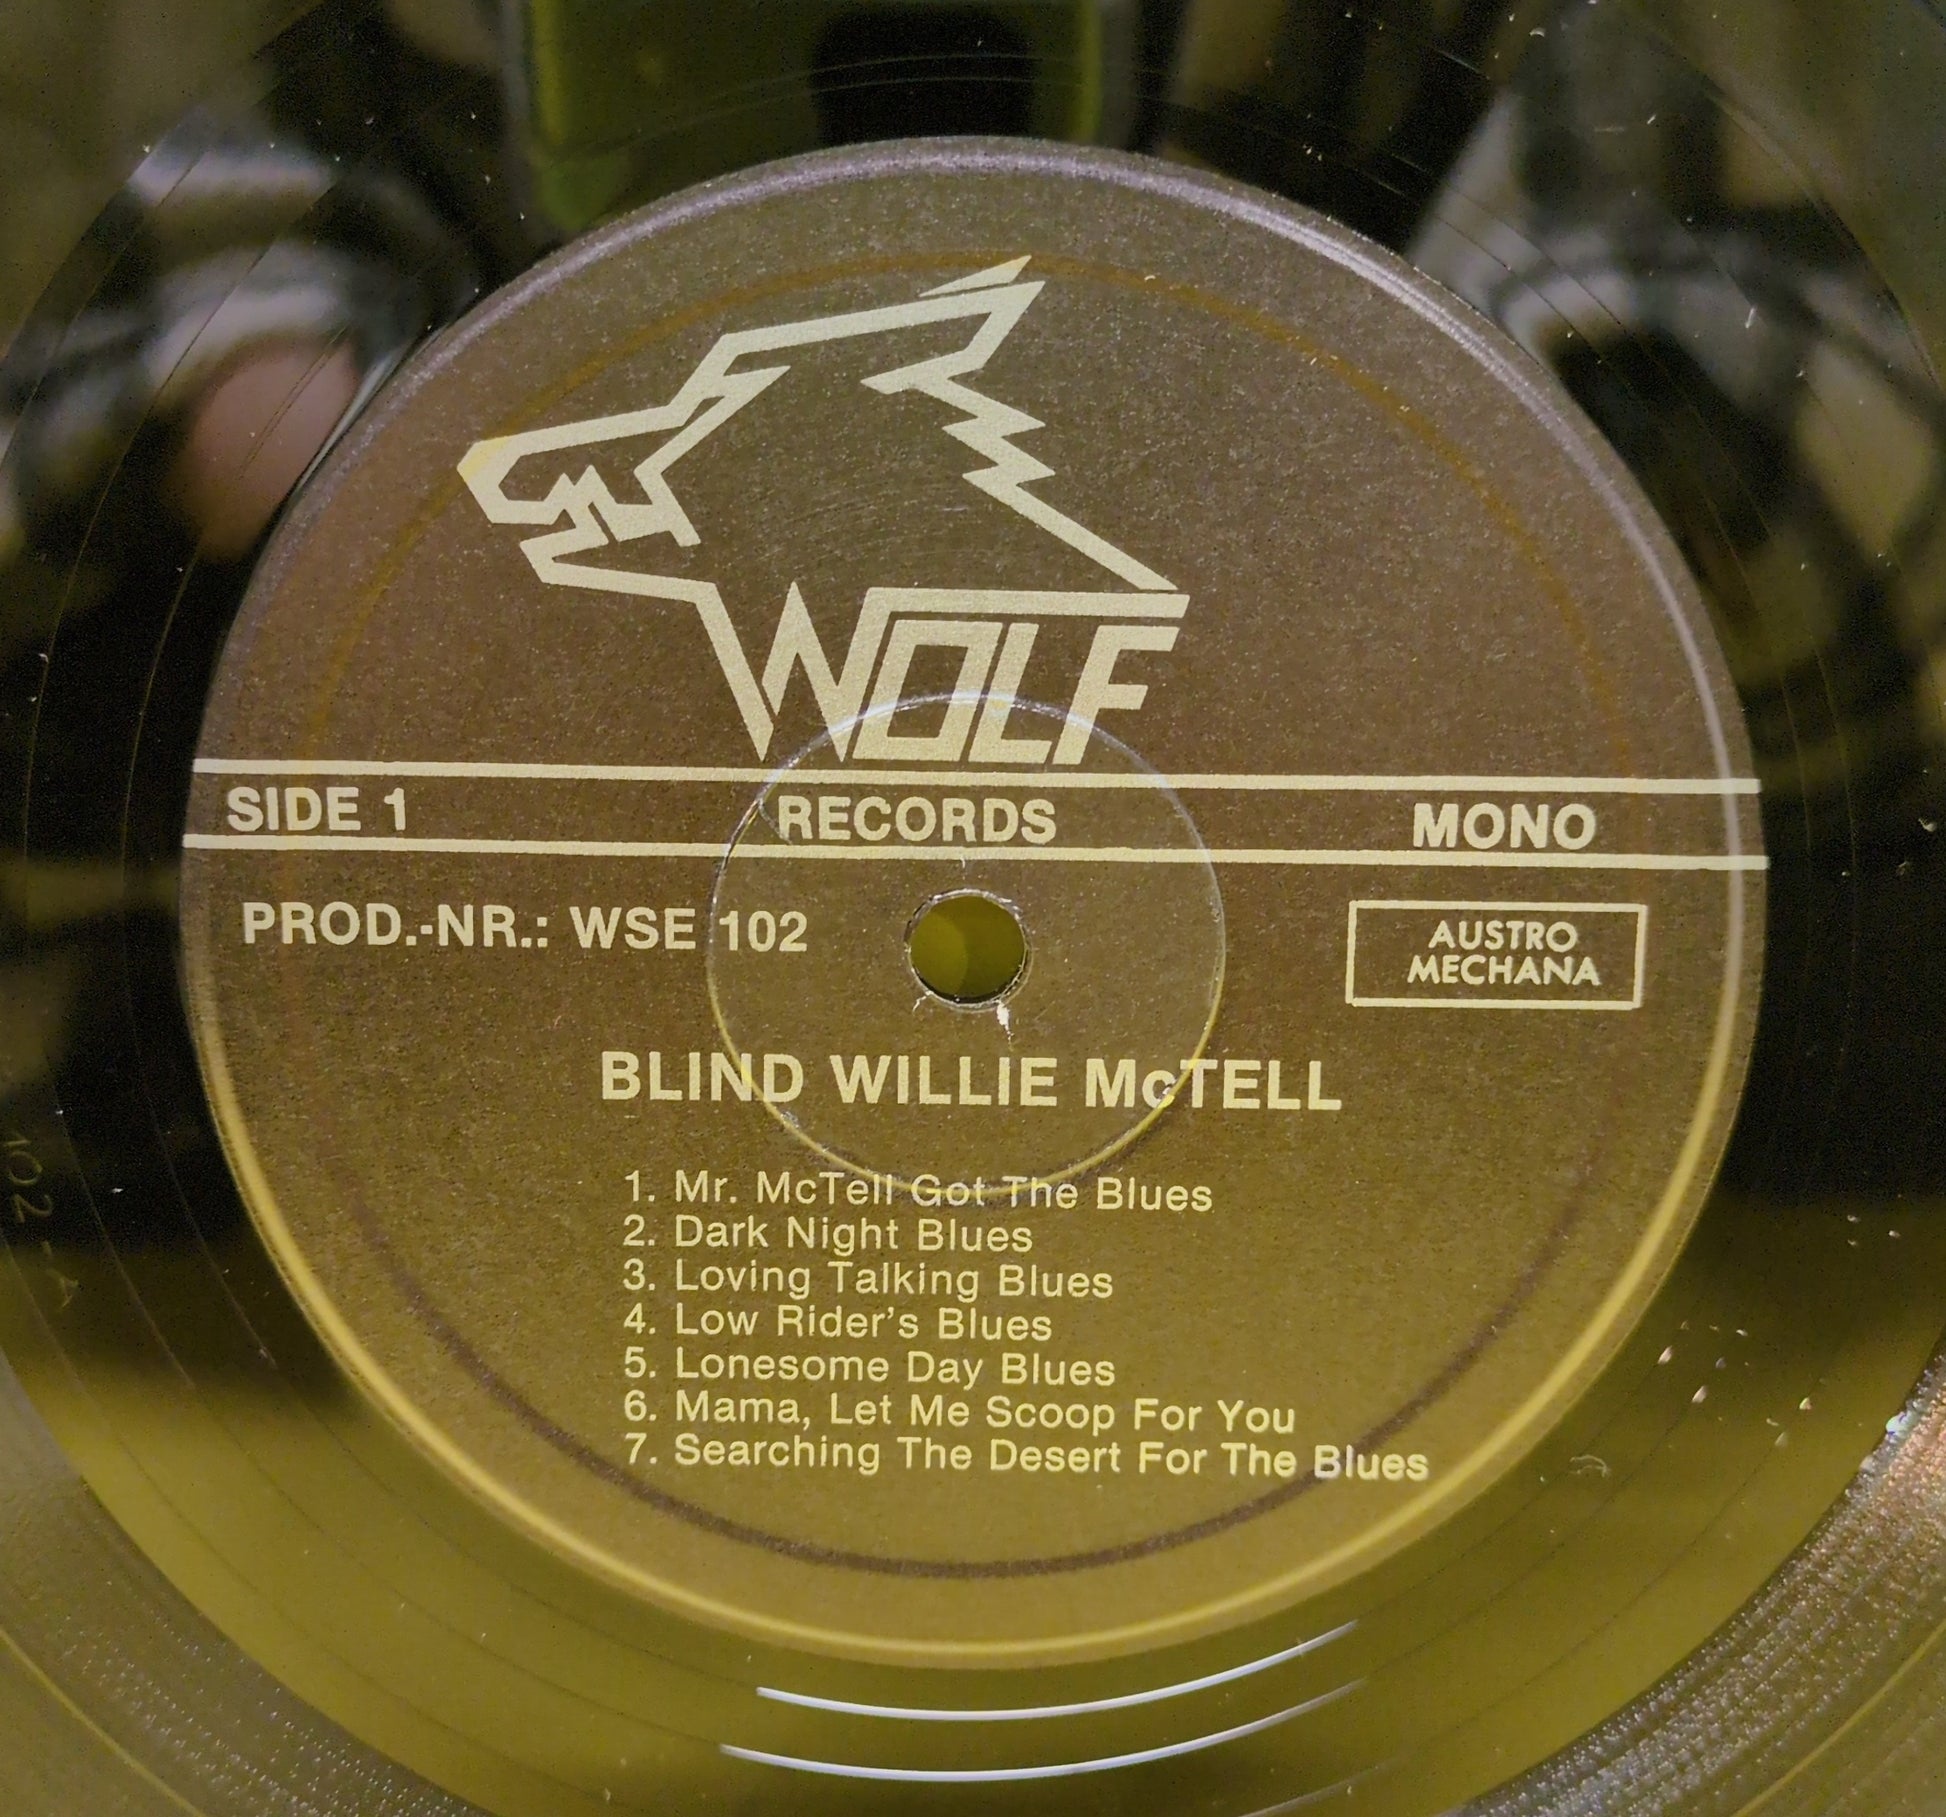 WOLF
SIDE 1 RECORDS MONO
PROD.-NR.: WSE 102
AUSTRO
MECHANA
BLIND WILLIE McTELL
1. Mr. McTell Got The Blues
2. Dark Night Blues
3. Loving Talking Blues
4. Low Rider's Blues
5. Lonesome Day Blues
6. Mama, Let Me Scoop For You
7. Searching The Desert For The Blues
102-A